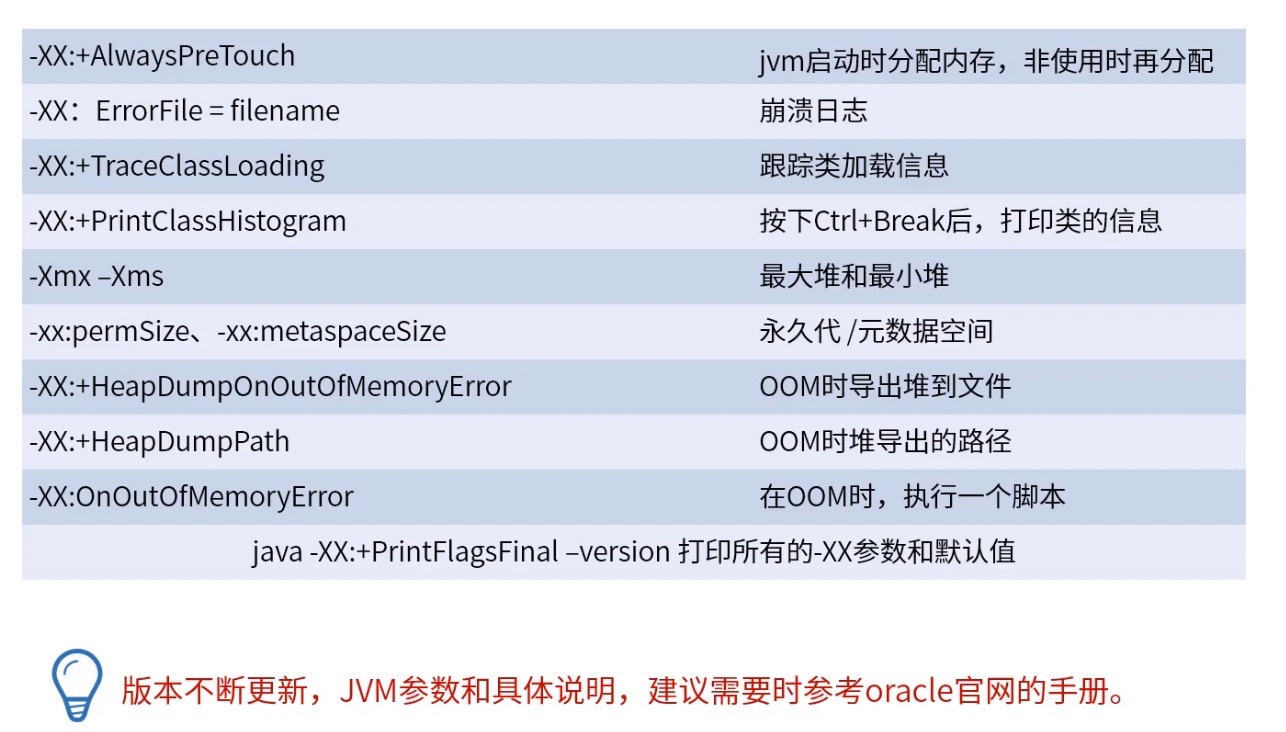 -XX:+AlwaysPreTouch jvm启动时分配内存，非使用时再分配
-XX：ErrorFile = filename 崩溃日志
-XX:+TraceClassLoading 跟踪类加载信息
-XX:+PrintClassHistogram 按下Ctrl+Break后，打印类的信息
-Xmx –Xms 最大堆和最小堆
-xx:permSize、-xx:metaspaceSize 永久代 /元数据空间
-XX:+HeapDumpOnOutOfMemoryError OOM时导出堆到文件
-XX:+HeapDumpPath OOM时堆导出的路径
-XX:OnOutOfMemoryError 在OOM时，执行一个脚本
java -XX:+PrintFlagsFinal –version 打印所有的-XX参数和默认值
版本不断更新，JVM参数和具体说明，建议需要时参考oracle官网的手册。